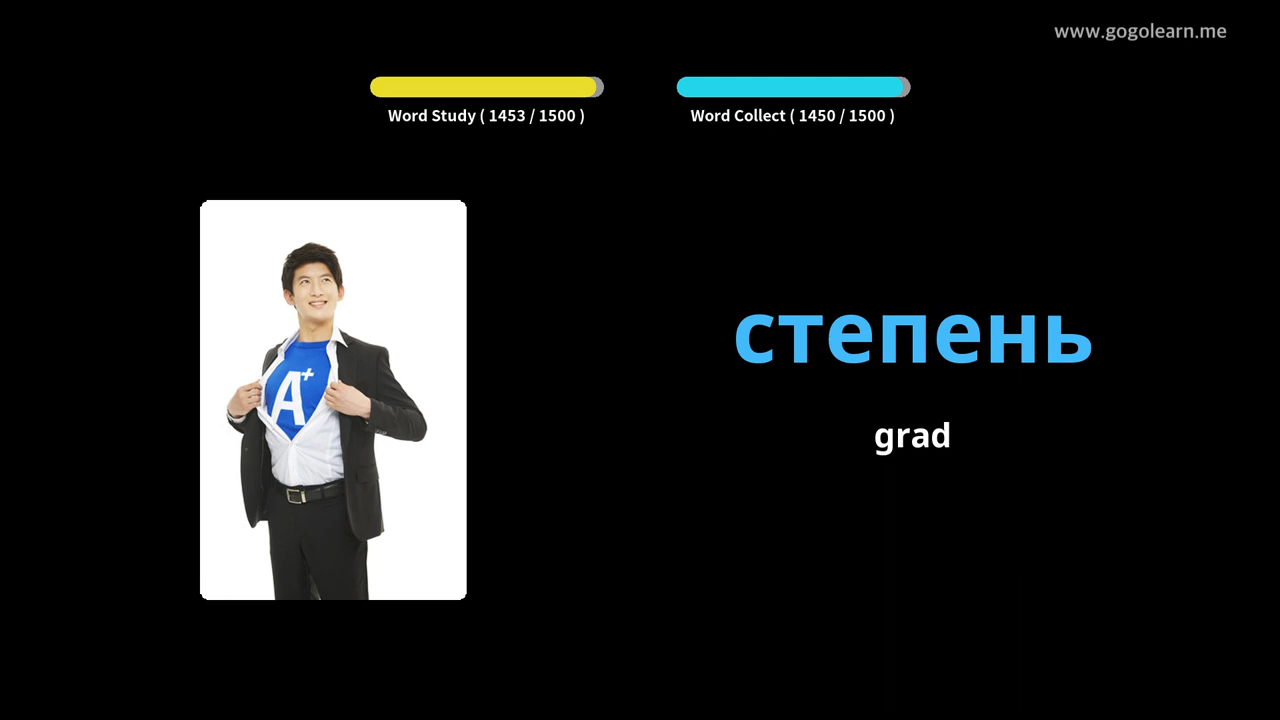 www.gogolearn.me
Word Study ( 1453 / 1500 )
Word Collect ( 1450 / 1500 )
A+
степень
grad